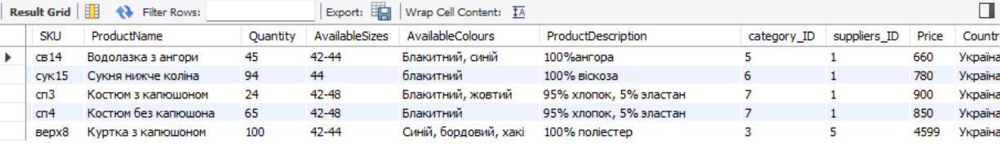 Result Grid Filter Rows: Export: Wrap Cell Content: IA
SKU ProductName Quantity AvailableSizes AvailableColours ProductDescription category_ID suppliers_ID Price Countr
св14 Водолазка з ангори 45 42-44 Блакитний, синій 100%ангора 5 1 660 Україна
сук15 Сукня нижче коліна 94 44 блакитний 100% віскоза 6 1 780 Україна
сп3 Костюм з капюшоном 24 42-48 Блакитний, жовтий 95% хлопок, 5% эластан 7 1 900 Україна
сп4 Костюм без капюшона 65 42-48 Блакитний 95% хлопок, 5% эластан 7 1 850 Україна
верх8 Куртка з капюшоном 100 42-44 Синій, бордовий, хакі 100% поліестер 3 5 4599 Україна